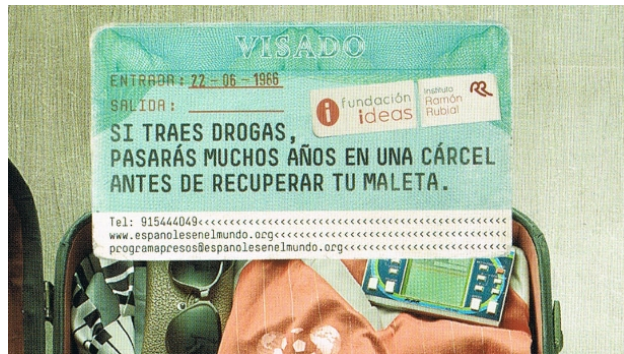 VISADO
ENTRADA: 22 - 06 - 1986
SALIDA:
fundación
ideas
Instituto
Ramón
Rubial
SI TRAES DROGAS,
PASARÁS MUCHOS AÑOS EN UNA CÁRCEL
ANTES DE RECUPERAR TU MALETA.
Tel: 915444049<<<<<<<<<<<<<<<<<<<<<<<<<<<<<<<<<<<<<<<<
www.espanolesenelmundo.org<<<<<<<<<<<<<<<<<<<<<<<<<<<<<
programapresos@espanolesenelmundo.org<<<<<<<<<<<<<<<<<<<